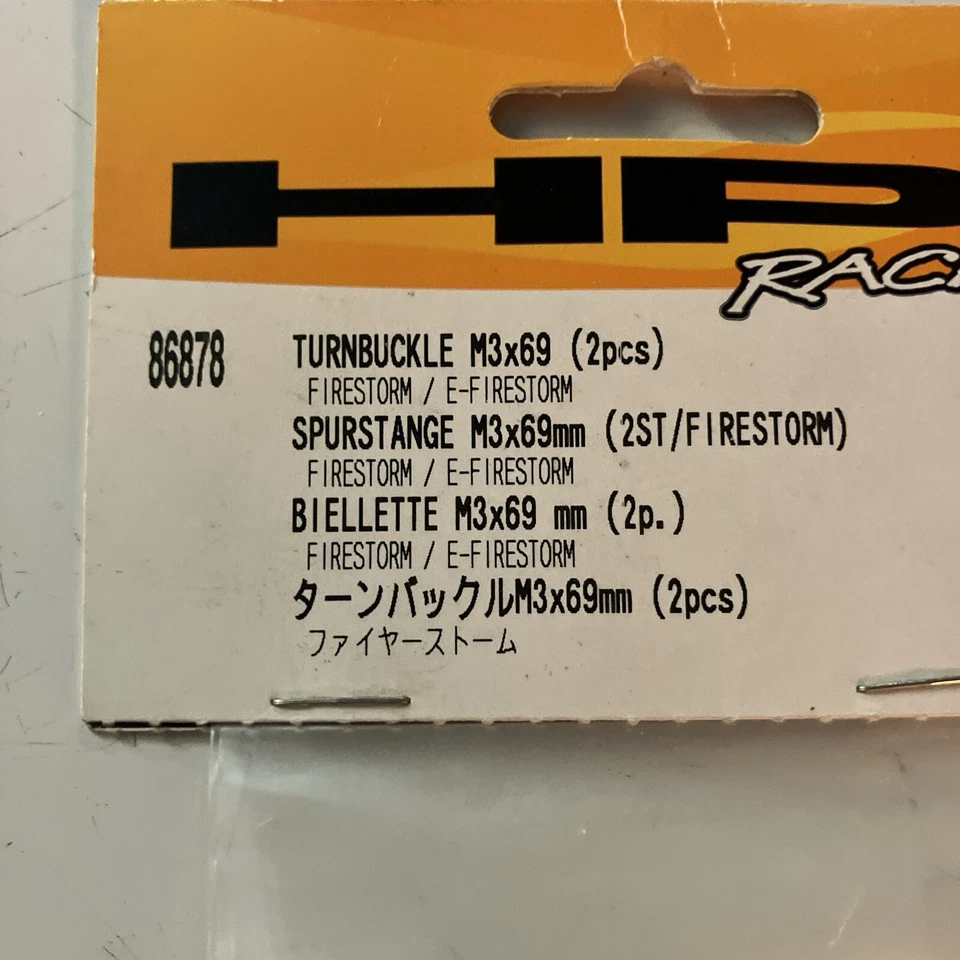 HP
RAC
86878
TURNBUCKLE M3x69 (2pcs)
FIRESTORM / E-FIRESTORM
SPURSTANGE M3x69mm (2ST/FIRESTORM)
FIRESTORM / E-FIRESTORM
BIELLETTE M3x69 mm (2p.)
FIRESTORM / E-FIRESTORM
ターンバックルM3x69mm (2pcs)
ファイヤーストーム